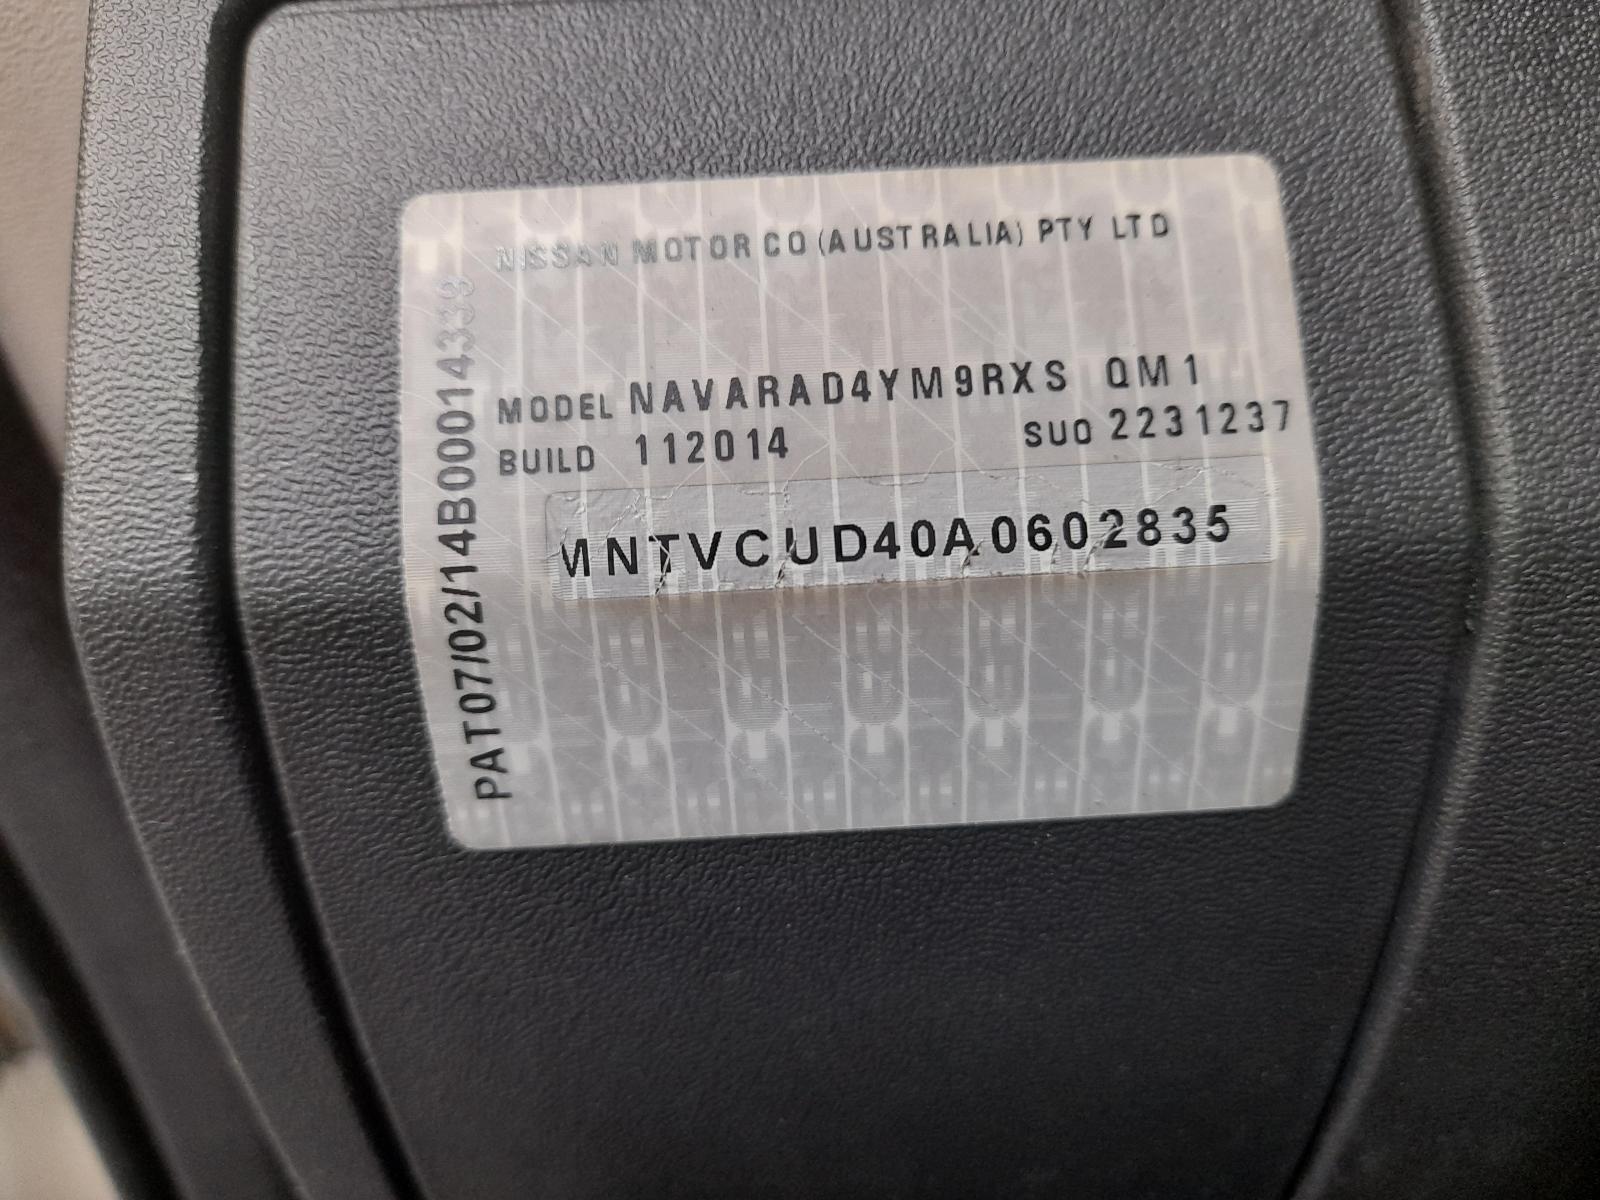 NISSAN MOTOR CO (AUSTRALIA) PTY LTD
MODEL NAVARAD4YM9RXS QM1
BUILD 112014 SUO 2231237
MNTVCUD40A0602835
PAT07/02/14B00014339